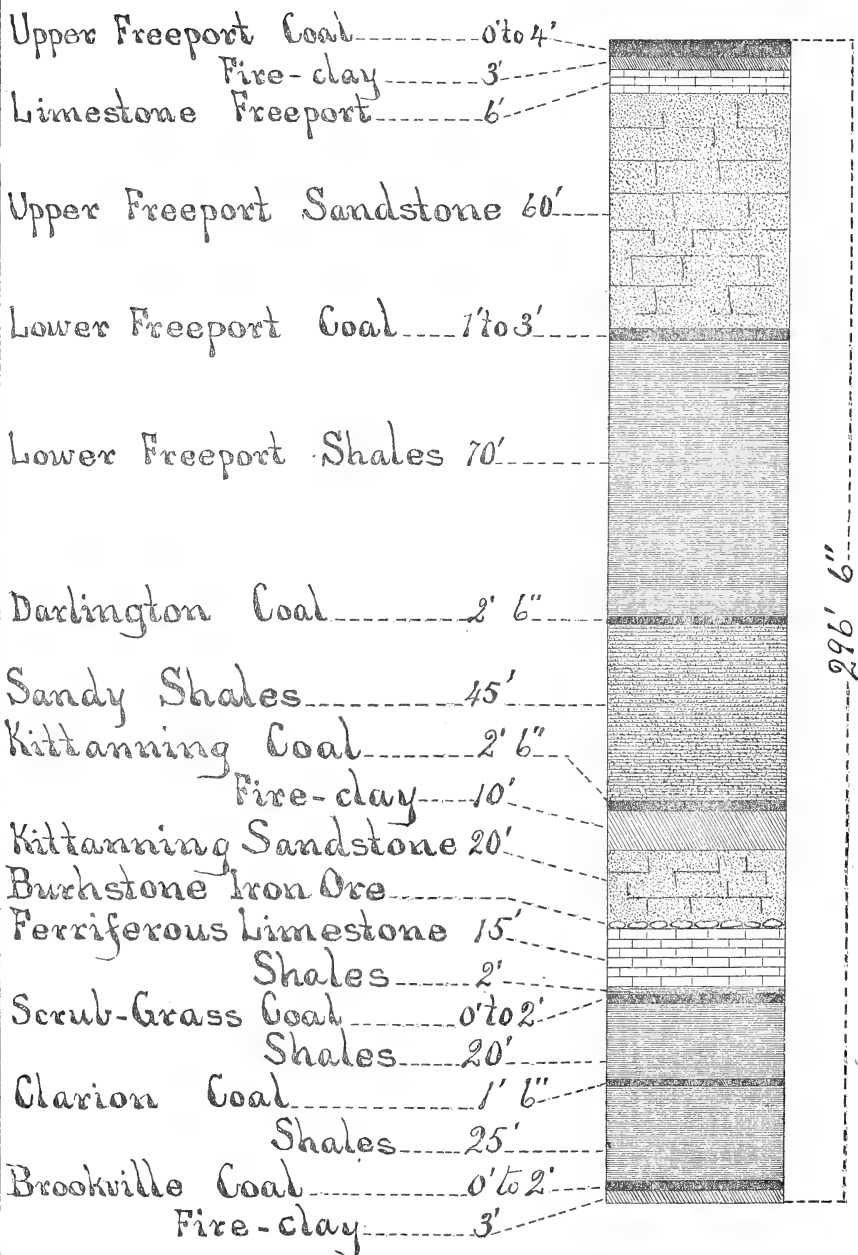 Upper Freeport Coal 0' to 4'
Fire-clay 3'
Limestone Freeport 6'
Upper Freeport Sandstone 60'
Lower Freeport Coal 1' to 3'
Lower Freeport Shales 70'
Darlington Coal 2' 6"
Sandy Shales 45'
Kittanning Coal 2' 6"
Fire-clay 10'
Kittanning Sandstone 20'
Buhrstone Iron Ore
Ferriferous Limestone 15'
Shales 2'
Scrub-Grass Coal 0' to 2'
Shales 20'
Clarion Coal 1' 6"
Shales 25'
Brookville Coal 0' to 2'
Fire-clay 3'
296' 6"